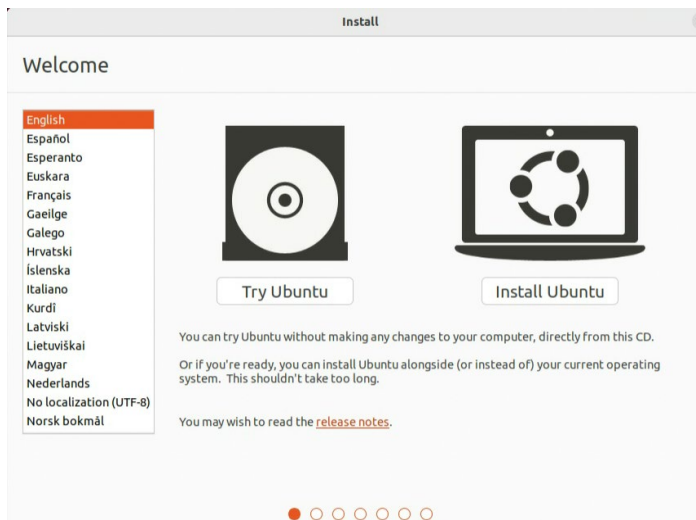 Install
Welcome
English
Español
Esperanto
Euskara
Français
Gaeilge
Galego
Hrvatski
Íslenska
Italiano
Kurdî
Latviski
Lietuviškai
Magyar
Nederlands
No localization (UTF-8)
Norsk bokmål
Try Ubuntu
Install Ubuntu
You can try Ubuntu without making any changes to your computer, directly from this CD.
Or if you're ready, you can install Ubuntu alongside (or instead of) your current operating
system. This shouldn't take too long.
You may wish to read the release notes.